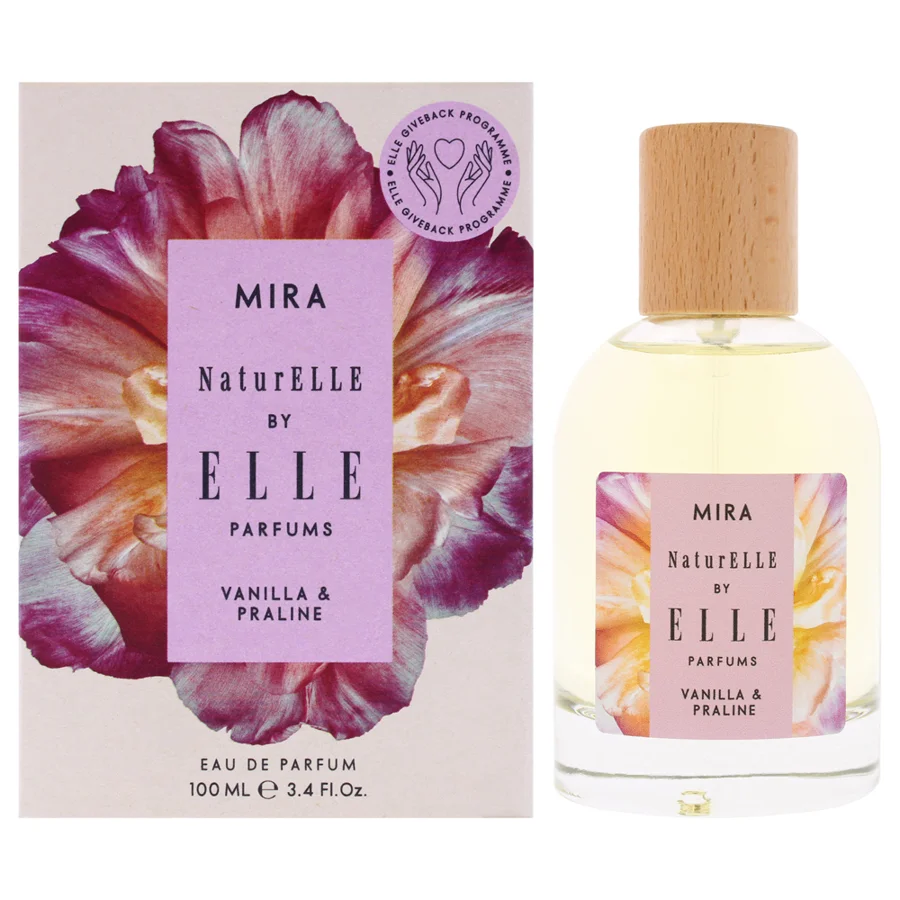 ELLE GIVEBACK PROGRAMME
• ELLE GIVEBACK PROGRAMME •
MIRA
NaturELLE
BY
ELLE
PARFUMS
VANILLA &
PRALINE
EAU DE PARFUM
100 ML ℮ 3.4 Fl.Oz.
MIRA
NaturELLE
BY
ELLE
PARFUMS
VANILLA &
PRALINE